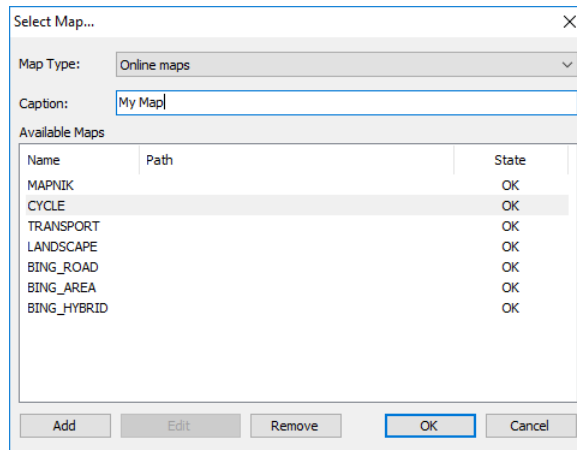 Select Map...
Map Type: Online maps
Caption: My Map
Available Maps
Name Path State
MAPNIK OK
CYCLE OK
TRANSPORT OK
LANDSCAPE OK
BING_ROAD OK
BING_AREA OK
BING_HYBRID OK
Add Edit Remove OK Cancel